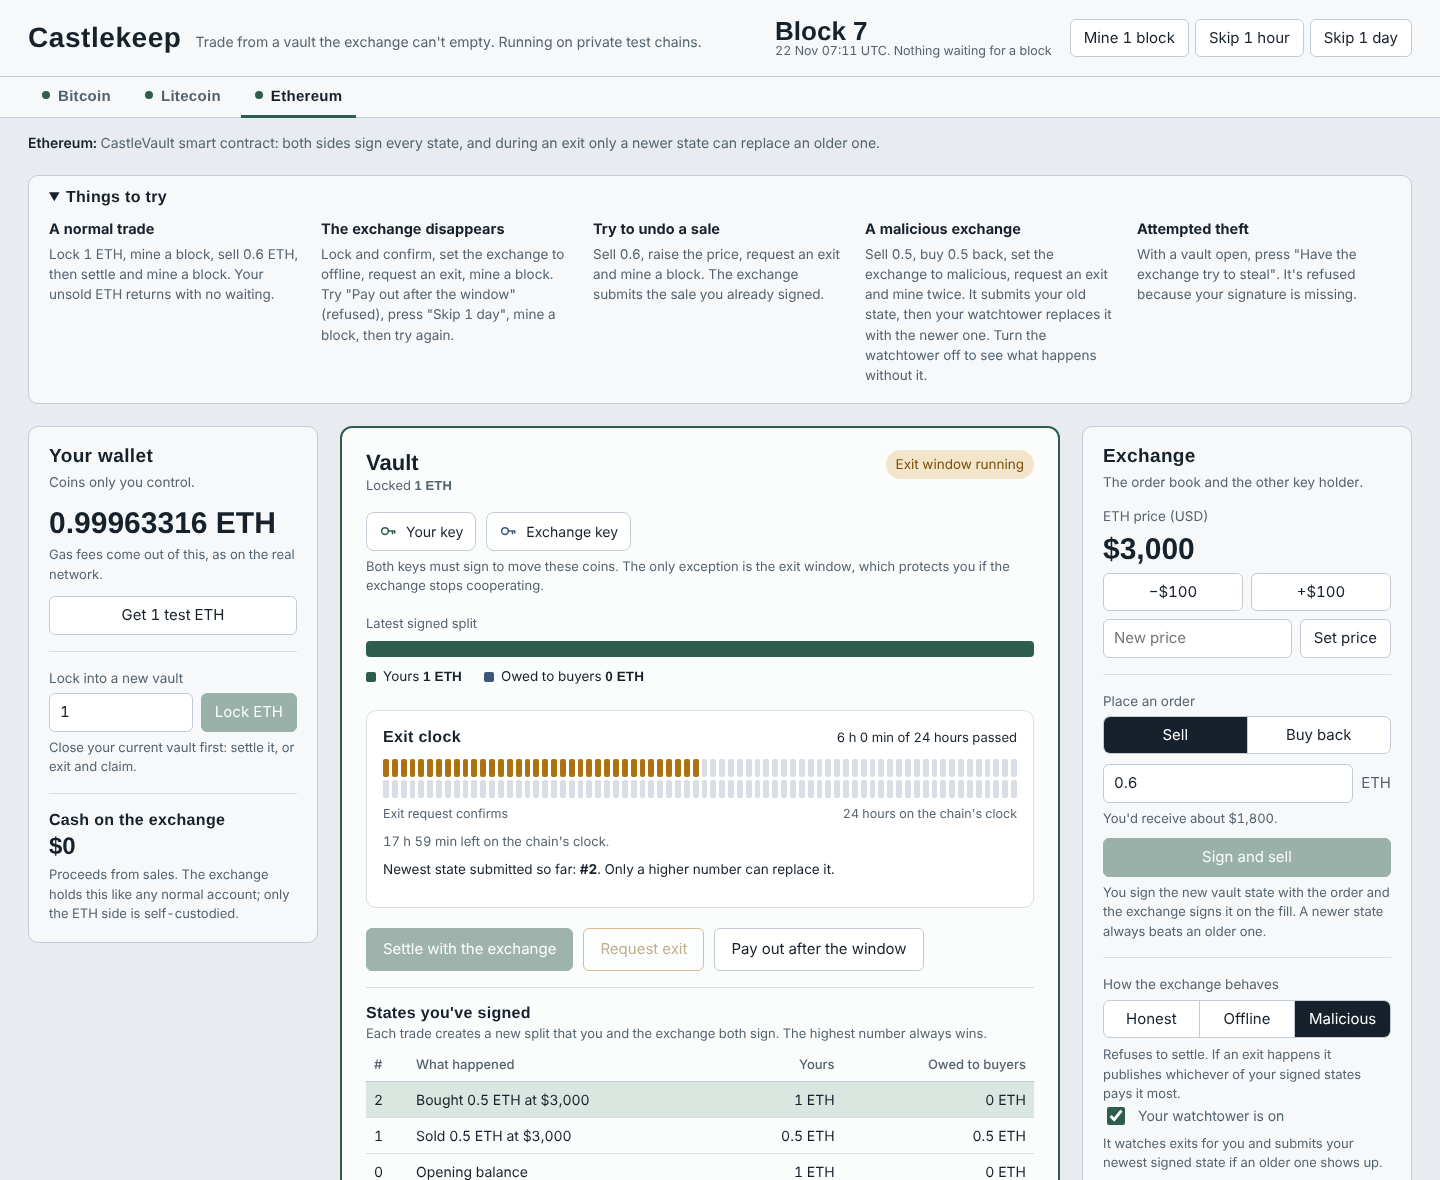 Castlekeep
Trade from a vault the exchange can't empty. Running on private test chains.
Block 7
22 Nov 07:11 UTC. Nothing waiting for a block
Mine 1 block
Skip 1 hour
Skip 1 day
Bitcoin
Litecoin
Ethereum
Ethereum: CastleVault smart contract: both sides sign every state, and during an exit only a newer state can replace an older one.
▼ Things to try
A normal trade
Lock 1 ETH, mine a block, sell 0.6 ETH,
then settle and mine a block. Your
unsold ETH returns with no waiting.
The exchange disappears
Lock and confirm, set the exchange to
offline, request an exit, mine a block.
Try "Pay out after the window"
(refused), press "Skip 1 day", mine a
block, then try again.
Try to undo a sale
Sell 0.6, raise the price, request an exit
and mine a block. The exchange
submits the sale you already signed.
A malicious exchange
Sell 0.5, buy 0.5 back, set the
exchange to malicious, request an exit
and mine twice. It submits your old
state, then your watchtower replaces it
with the newer one. Turn the
watchtower off to see what happens
without it.
Attempted theft
With a vault open, press "Have the
exchange try to steal". It's refused
because your signature is missing.
Your wallet
Coins only you control.
0.99963316 ETH
Gas fees come out of this, as on the real
network.
Get 1 test ETH
Lock into a new vault
1
Lock ETH
Close your current vault first: settle it, or
exit and claim.
Cash on the exchange
$0
Proceeds from sales. The exchange
holds this like any normal account; only
the ETH side is self-custodied.
Vault
Locked 1 ETH
Exit window running
Your key
Exchange key
Both keys must sign to move these coins. The only exception is the exit window, which protects you if the
exchange stops cooperating.
Latest signed split
Yours 1 ETH
Owed to buyers 0 ETH
Exit clock
6 h 0 min of 24 hours passed
Exit request confirms
24 hours on the chain's clock
17 h 59 min left on the chain's clock.
Newest state submitted so far: #2. Only a higher number can replace it.
Settle with the exchange
Request exit
Pay out after the window
States you've signed
Each trade creates a new split that you and the exchange both sign. The highest number always wins.
# What happened Yours Owed to buyers
2 Bought 0.5 ETH at $3,000 1 ETH 0 ETH
1 Sold 0.5 ETH at $3,000 0.5 ETH 0.5 ETH
0 Opening balance 1 ETH 0 ETH
Exchange
The order book and the other key holder.
ETH price (USD)
$3,000
−$100
+$100
New price
Set price
Place an order
Sell
Buy back
0.6
ETH
You'd receive about $1,800.
Sign and sell
You sign the new vault state with the order and
the exchange signs it on the fill. A newer state
always beats an older one.
How the exchange behaves
Honest
Offline
Malicious
Refuses to settle. If an exit happens it
publishes whichever of your signed states
pays it most.
Your watchtower is on
It watches exits for you and submits your
newest signed state if an older one shows up.